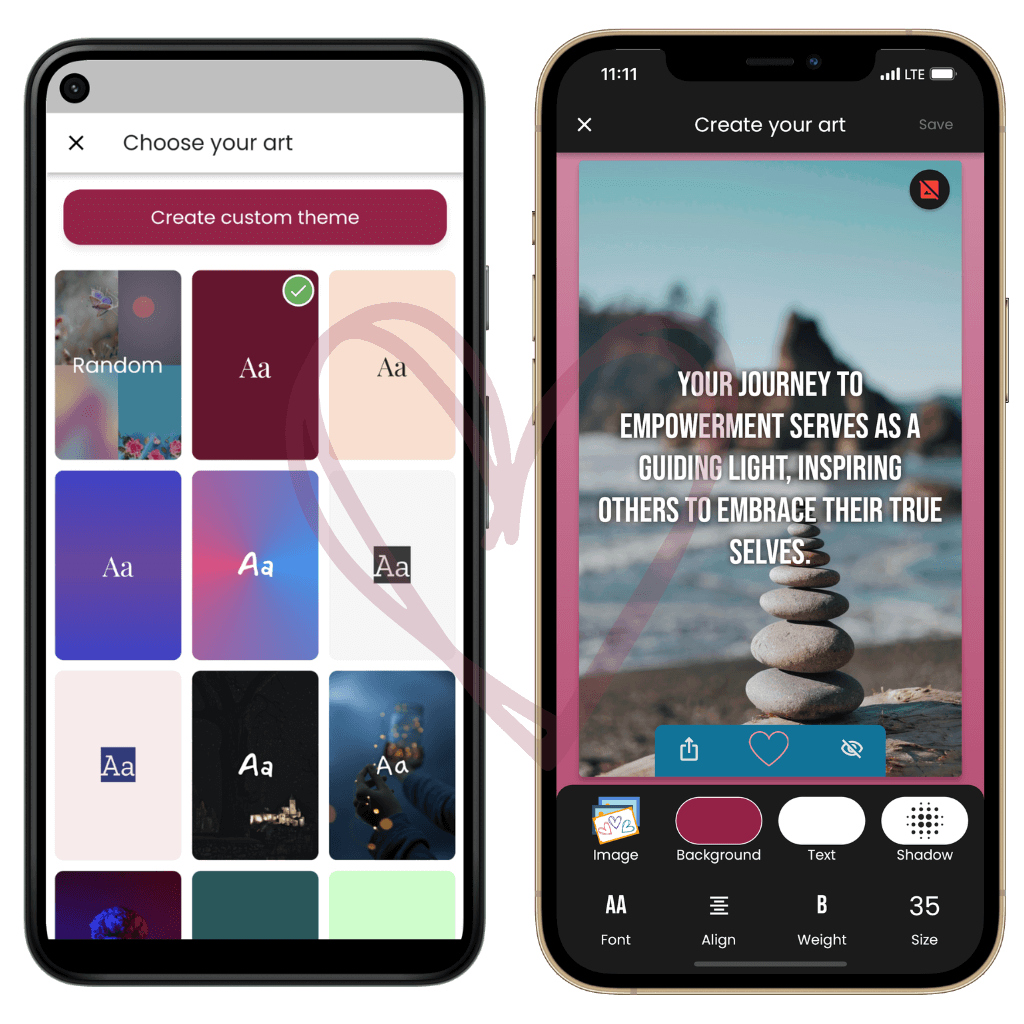 Choose your art
Create custom theme
Random
Aa
Aa
Aa
Aa
Aa
Aa
Aa
Aa
11:11
LTE
Create your art
Save
YOUR JOURNEY TO
EMPOWERMENT SERVES AS A
GUIDING LIGHT, INSPIRING
OTHERS TO EMBRACE THEIR TRUE
SELVES.
Image
Background
Text
Shadow
AA
B
35
Font
Align
Weight
Size